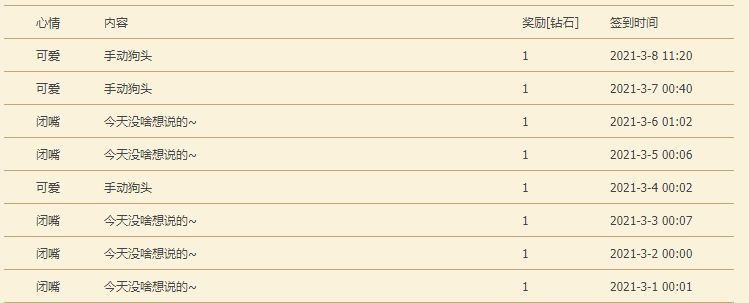 心情 内容 奖励[钻石] 签到时间
可爱 手动狗头 1 2021-3-8 11:20
可爱 手动狗头 1 2021-3-7 00:40
闭嘴 今天没啥想说的~ 1 2021-3-6 01:02
闭嘴 今天没啥想说的~ 1 2021-3-5 00:06
可爱 手动狗头 1 2021-3-4 00:02
闭嘴 今天没啥想说的~ 1 2021-3-3 00:07
闭嘴 今天没啥想说的~ 1 2021-3-2 00:00
闭嘴 今天没啥想说的~ 1 2021-3-1 00:01